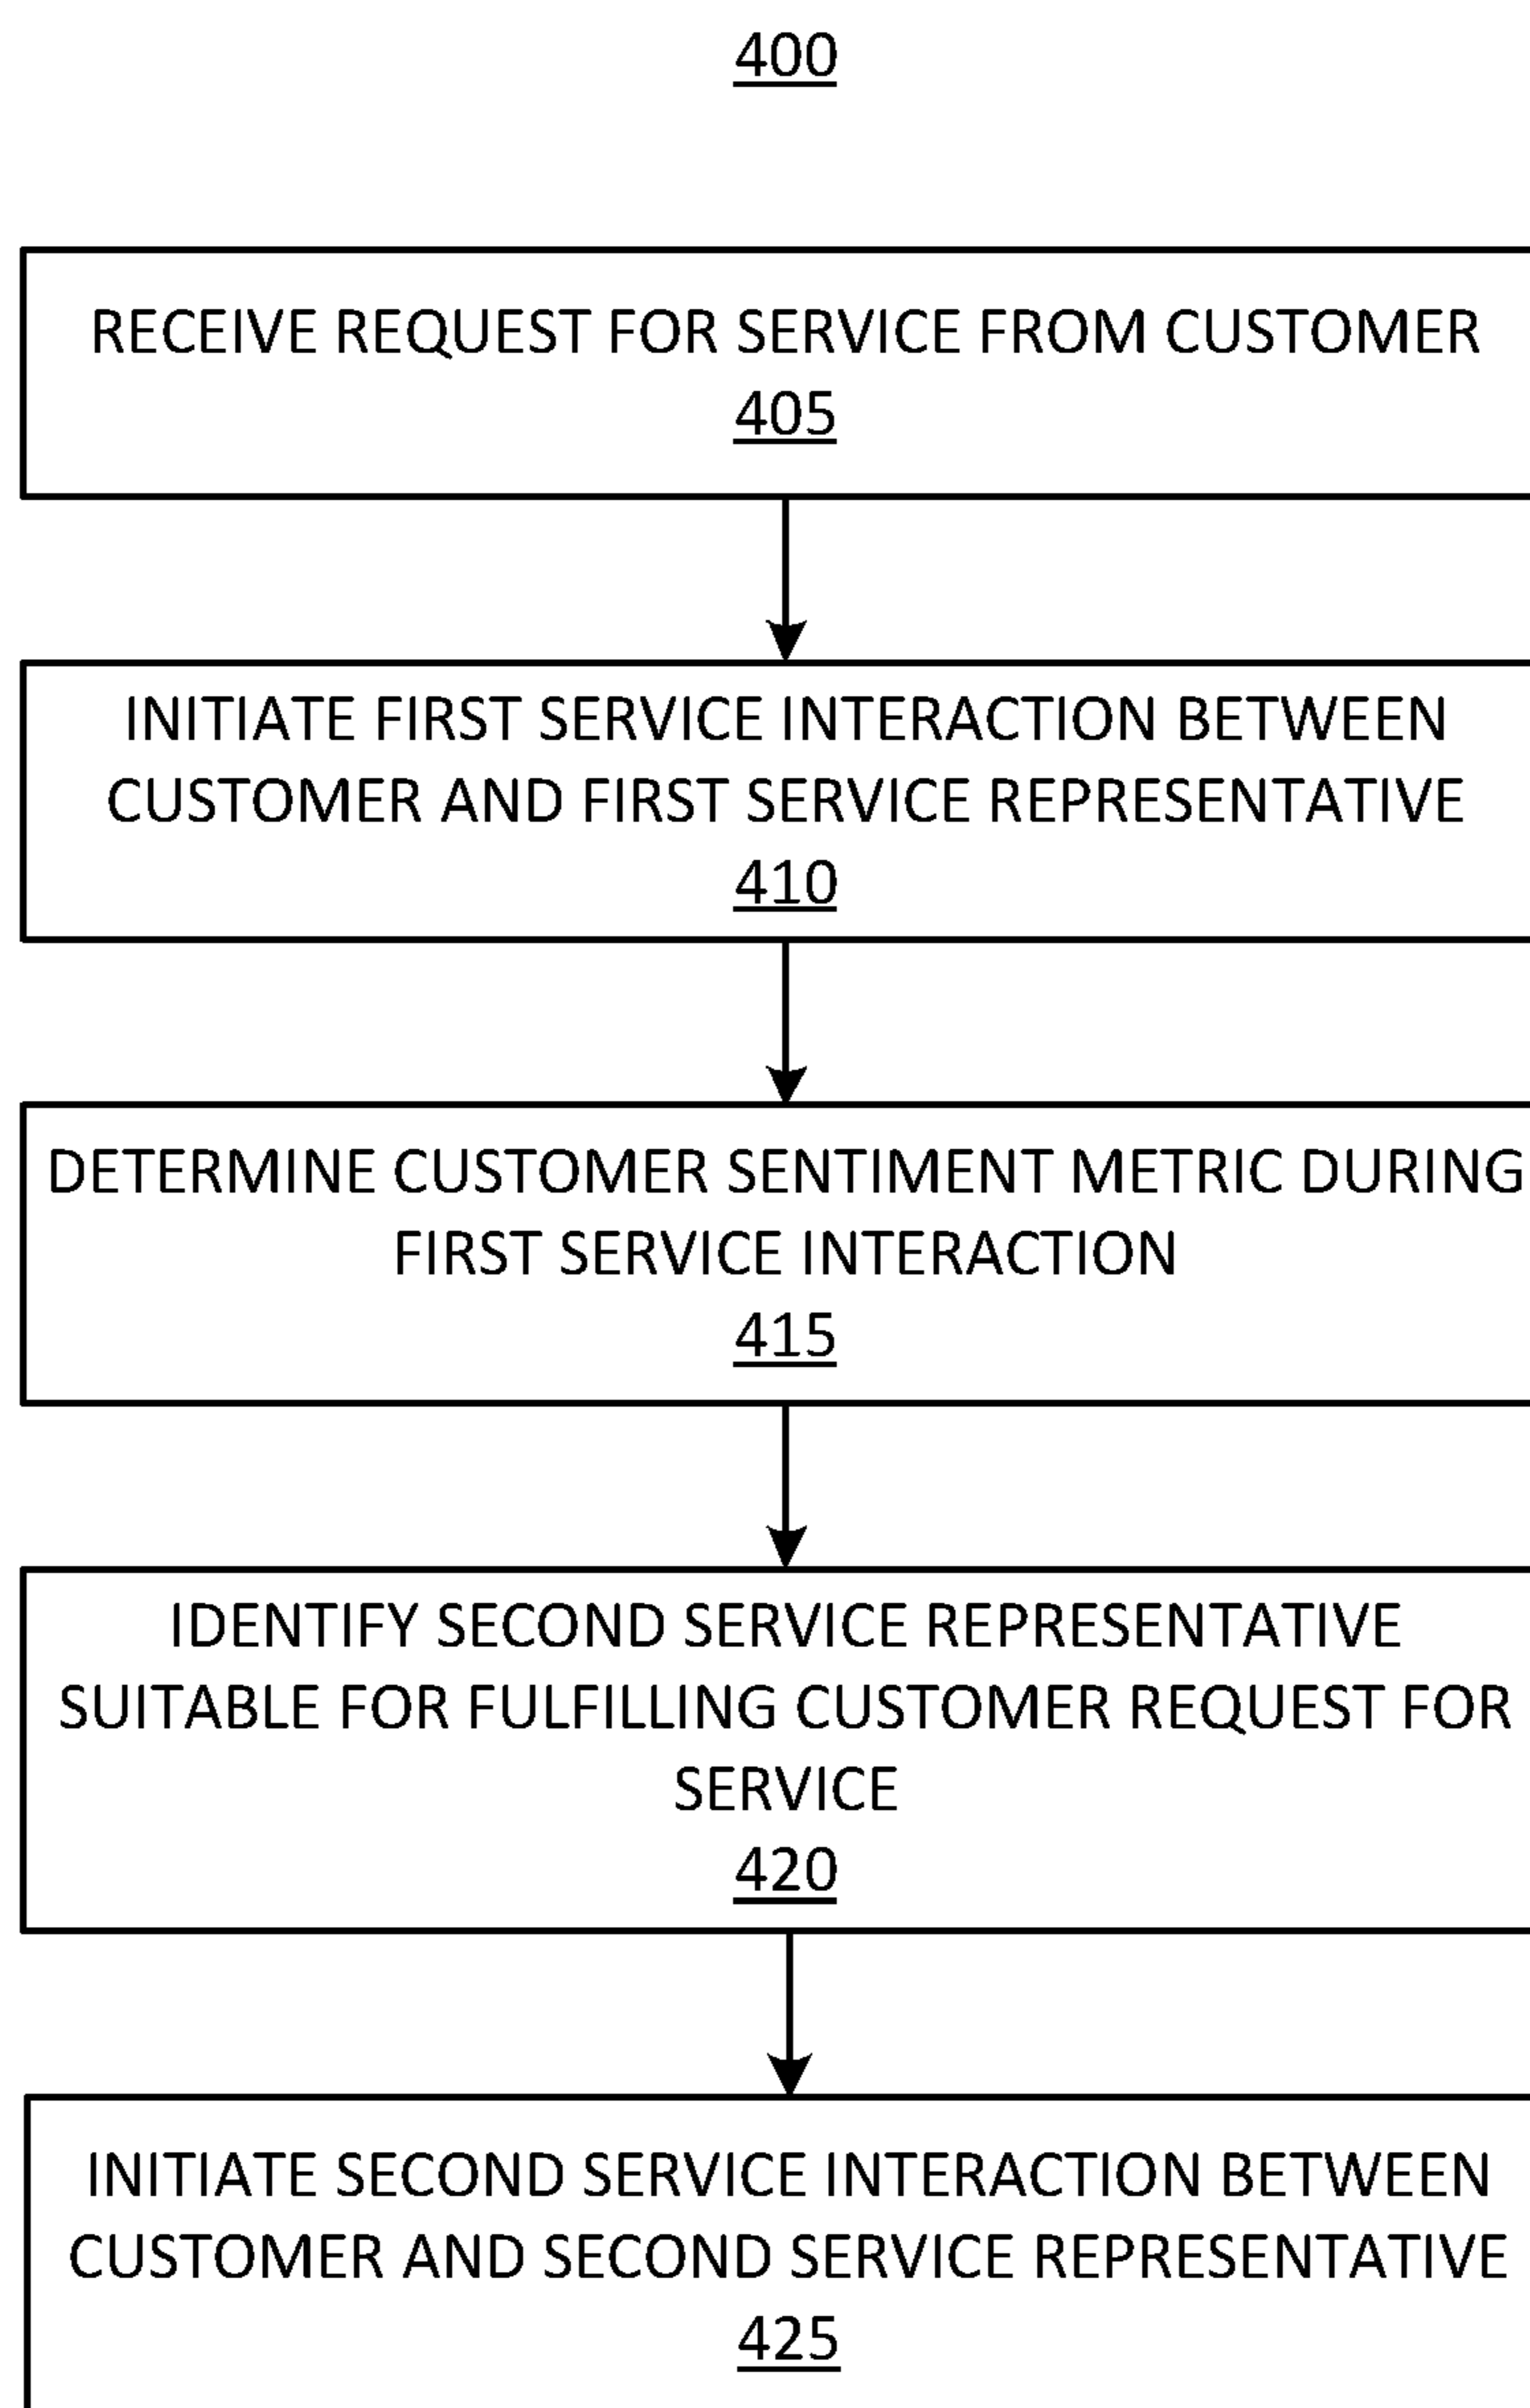 400
RECEIVE REQUEST FOR SERVICE FROM CUSTOMER
405
INITIATE FIRST SERVICE INTERACTION BETWEEN
CUSTOMER AND FIRST SERVICE REPRESENTATIVE
410
DETERMINE CUSTOMER SENTIMENT METRIC DURING
FIRST SERVICE INTERACTION
415
IDENTIFY SECOND SERVICE REPRESENTATIVE
SUITABLE FOR FULFILLING CUSTOMER REQUEST FOR
SERVICE
420
INITIATE SECOND SERVICE INTERACTION BETWEEN
CUSTOMER AND SECOND SERVICE REPRESENTATIVE
425